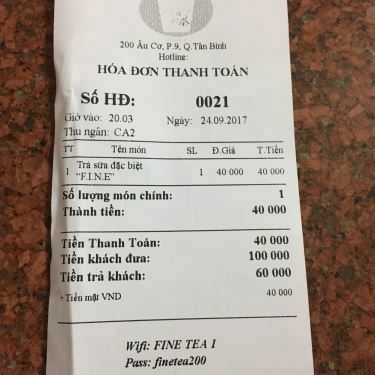 200 Âu Cơ, P.9, Q.Tân Bình
Hotline:
HÓA ĐƠN THANH TOÁN
Số HĐ: 0021
Giờ vào: 20.03 Ngày: 24.09.2017
Thu ngân: CA2
TT Tên món SL Đ.Giá T.Tiền
1 Trà sữa đặc biệt 1 40 000 40 000
"F.I.N.E"
Số lượng món chính: 1
Thành tiền: 40 000
Tiền Thanh Toán: 40 000
Tiền khách đưa: 100 000
Tiền trả khách: 60 000
+ Tiền mặt VND 40 000
Wifi: FINE TEA 1
Pass: finetea200